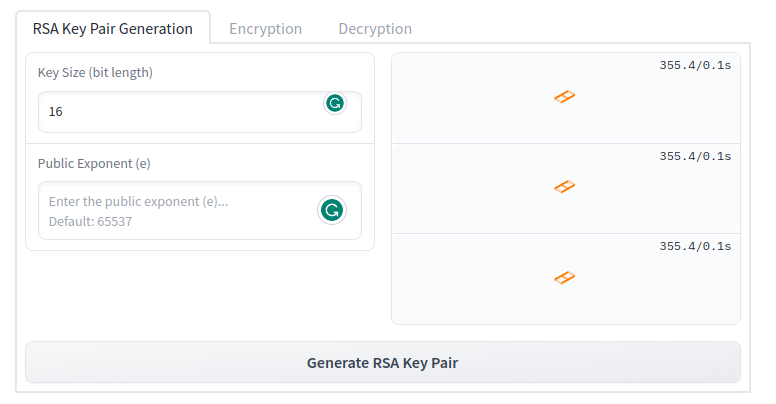 RSA Key Pair Generation
Encryption
Decryption
Key Size (bit length)
16
Public Exponent (e)
Enter the public exponent (e)...
Default: 65537
355.4/0.1s
355.4/0.1s
355.4/0.1s
Generate RSA Key Pair